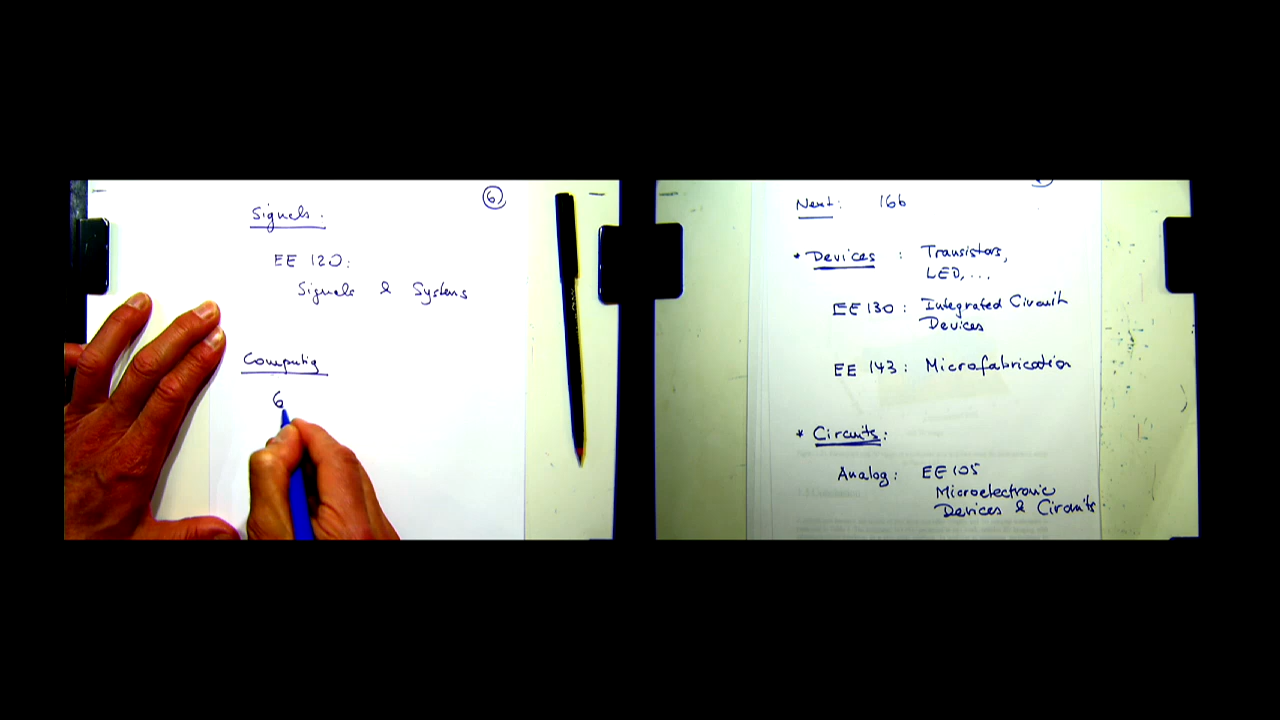 6
Signals.
EE 120:
Signals & Systems
Computig
6
Next: 16b
* Devices : Transistors,
LED, ...
EE 130 : Integrated Circuit
Devices
EE 143 : Microfabrication
* Circuits:
Analog: EE 105
Microelectronic
Devices & Circuits